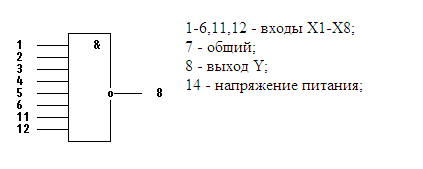 1
2
3
4
5
6
11
12
&
8
1-6,11,12 - входы X1-X8;
7 - общий;
8 - выход Y;
14 - напряжение питания;